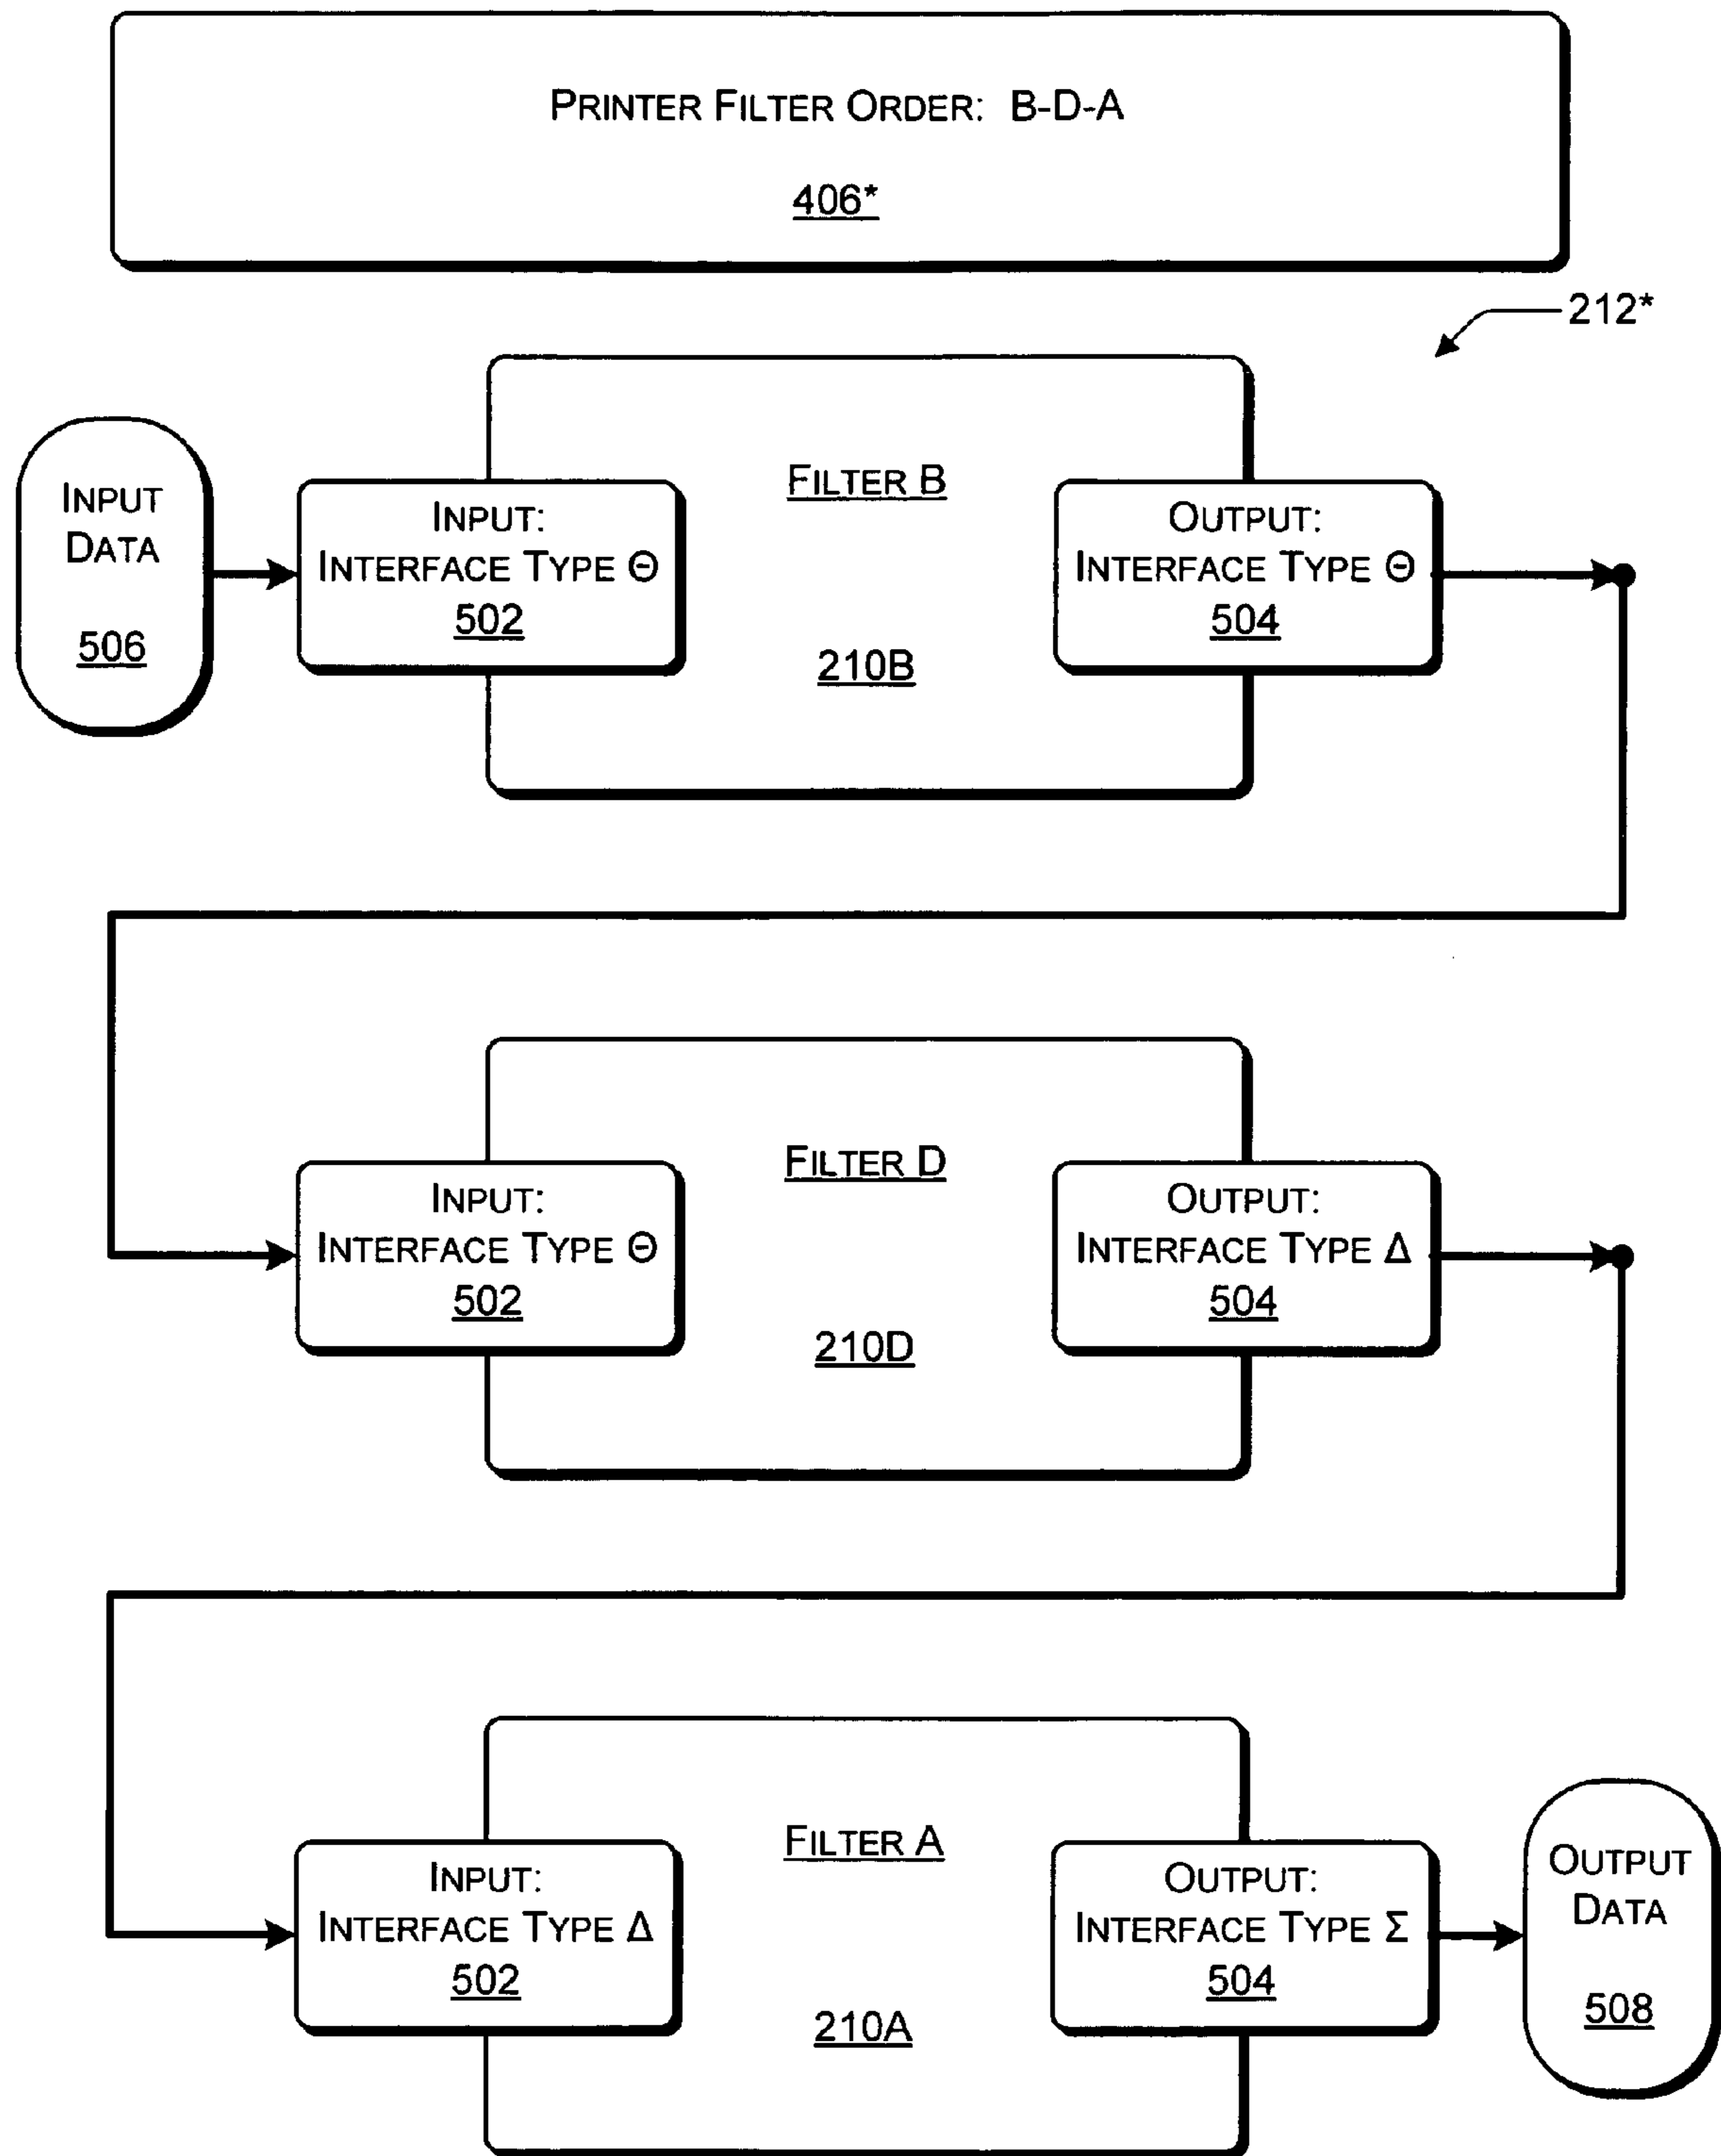 PRINTER FILTER ORDER: B-D-A
406*
212*
INPUT
DATA
506
INPUT:
INTERFACE TYPE Θ
502
FILTER B
210B
OUTPUT:
INTERFACE TYPE Θ
504
INPUT:
INTERFACE TYPE Θ
502
FILTER D
210D
OUTPUT:
INTERFACE TYPE Δ
504
INPUT:
INTERFACE TYPE Δ
502
FILTER A
210A
OUTPUT:
INTERFACE TYPE Σ
504
OUTPUT
DATA
508